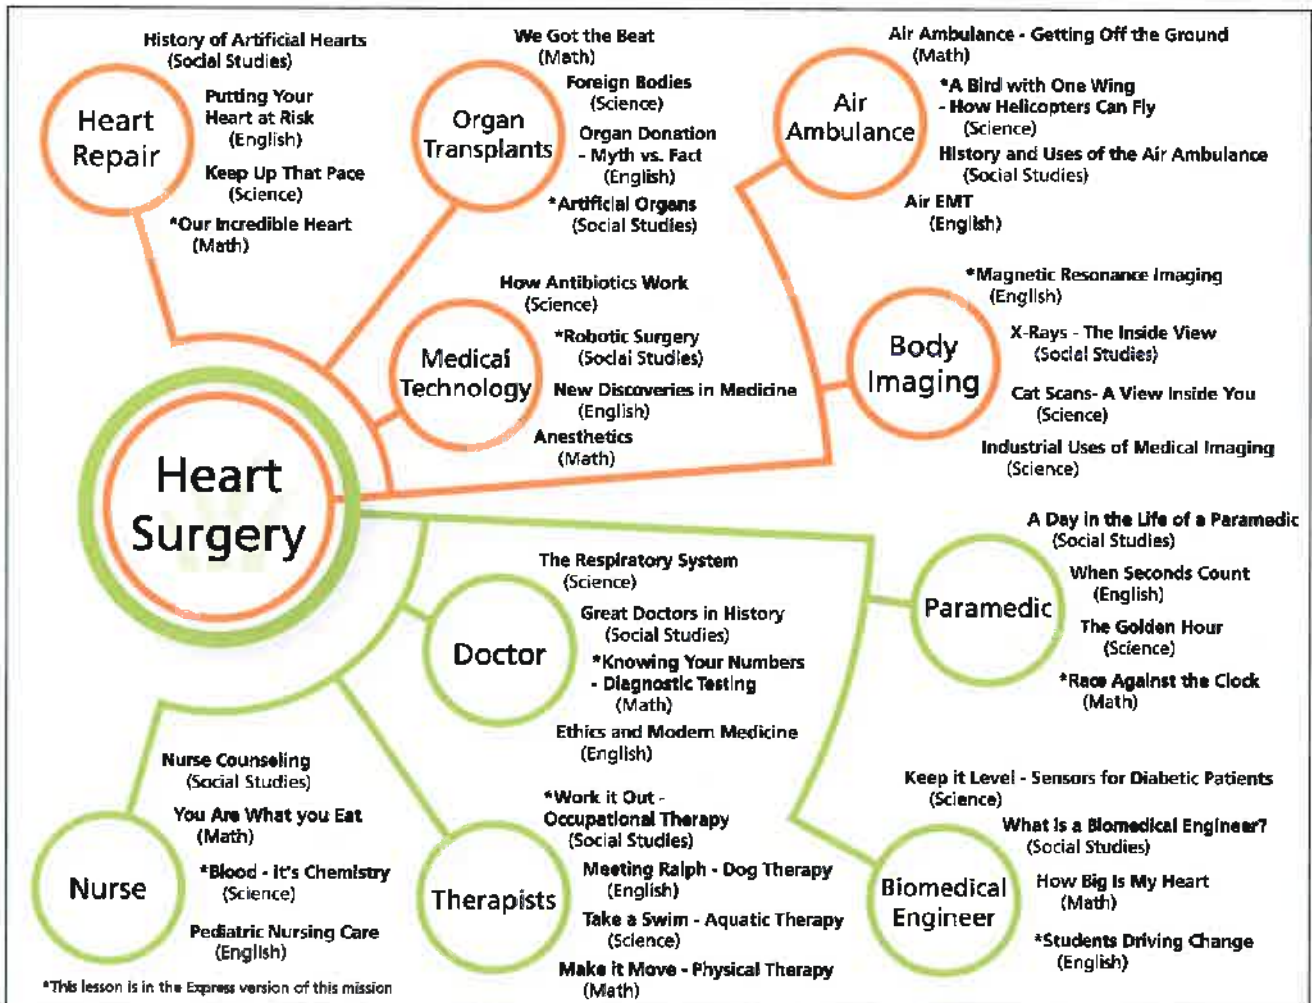 History of Artificial Hearts
(Social Studies)
Heart
Repair
Putting Your
Heart at Risk
(English)
Keep Up That Pace
(Science)
*Our Incredible Heart
(Math)
We Got the Beat
(Math)
Organ
Transplants
Foreign Bodies
(Science)
Organ Donation
- Myth vs. Fact
(English)
*Artificial Organs
(Social Studies)
Air Ambulance - Getting Off the Ground
(Math)
Air
Ambulance
*A Bird with One Wing
- How Helicopters Can Fly
(Science)
History and Uses of the Air Ambulance
(Social Studies)
Air EMT
(English)
How Antibiotics Work
(Science)
Medical
Technology
*Robotic Surgery
(Social Studies)
New Discoveries in Medicine
(English)
Anesthetics
(Math)
*Magnetic Resonance Imaging
(English)
Body
Imaging
X-Rays - The Inside View
(Social Studies)
Cat Scans- A View Inside You
(Science)
Industrial Uses of Medical Imaging
(Science)
Heart
Surgery
The Respiratory System
(Science)
Doctor
Great Doctors in History
(Social Studies)
*Knowing Your Numbers
- Diagnostic Testing
(Math)
Ethics and Modern Medicine
(English)
A Day in the Life of a Paramedic
(Social Studies)
Paramedic
When Seconds Count
(English)
The Golden Hour
(Science)
*Race Against the Clock
(Math)
Nurse Counseling
(Social Studies)
You Are What you Eat
(Math)
Nurse
*Blood - it's Chemistry
(Science)
Pediatric Nursing Care
(English)
*Work it Out -
Occupational Therapy
(Social Studies)
Therapists
Meeting Ralph - Dog Therapy
(English)
Take a Swim - Aquatic Therapy
(Science)
Make it Move - Physical Therapy
(Math)
Keep it Level - Sensors for Diabetic Patients
(Science)
Biomedical
Engineer
What is a Biomedical Engineer?
(Social Studies)
How Big Is My Heart
(Math)
*Students Driving Change
(English)
*This lesson is in the Express version of this mission